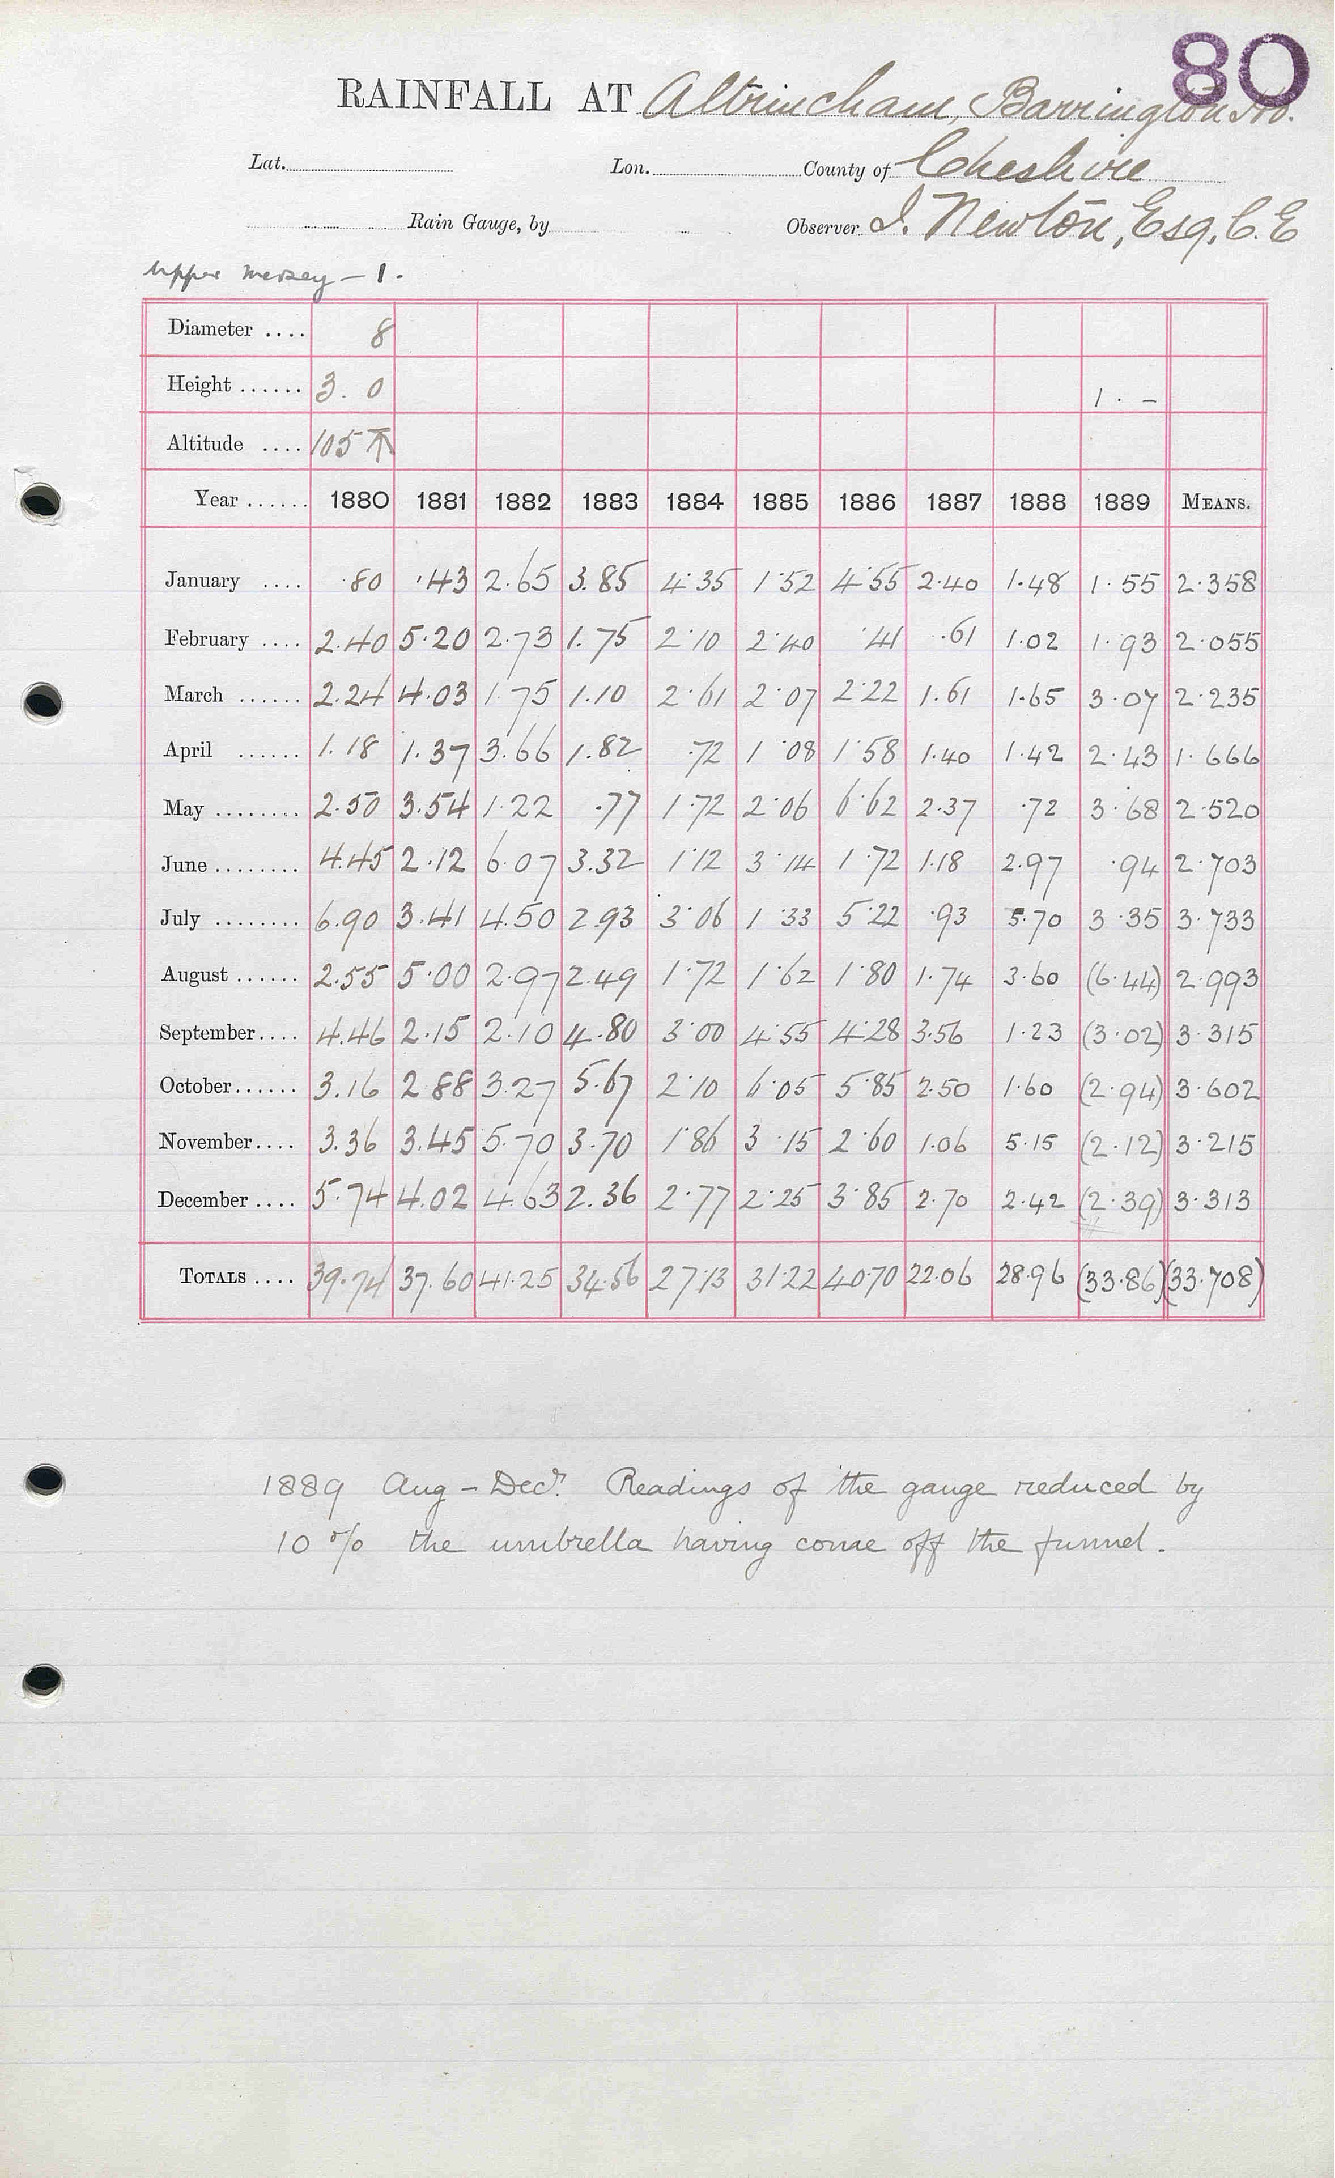 80
RAINFALL AT Altrincham, Barrington Ho.
Lat. Lon. County of Cheshire
Rain Gauge, by Observer I. Newton, Esq, C.E
Upper Mersey - 1.
Diameter .... 8
Height ...... 3. 0 1 . -
Altitude .... 105 T
Year ...... 1880 1881 1882 1883 1884 1885 1886 1887 1888 1889 MEANS.
January .... .80 .43 2.65 3.85 4.35 1.52 4.55 2.40 1.48 1.55 2.358
February .... 2.40 5.20 2.73 1.75 2.10 2.40 .41 .61 1.02 1.93 2.055
March ...... 2.24 4.03 1.75 1.10 2.61 2.07 2.22 1.61 1.65 3.07 2.235
April ...... 1.18 1.37 3.66 1.82 .72 1.08 1.58 1.40 1.42 2.43 1.666
May ........ 2.50 3.54 1.22 .77 1.72 2.06 6.62 2.37 .72 3.68 2.520
June ........ 4.45 2.12 6.07 3.32 1.12 3.14 1.72 1.18 2.97 .94 2.703
July ........ 6.90 3.41 4.50 2.93 3.06 1.33 5.22 .93 5.70 3.35 3.733
August ...... 2.55 5.00 2.97 2.49 1.72 1.62 1.80 1.74 3.60 (6.44) 2.993
September.... 4.46 2.15 2.10 4.80 3.00 4.55 4.28 3.56 1.23 (3.02) 3.315
October...... 3.16 2.88 3.27 5.67 2.10 6.05 5.85 2.50 1.60 (2.94) 3.602
November.... 3.36 3.45 5.70 3.70 1.86 3.15 2.60 1.06 5.15 (2.12) 3.215
December .... 5.74 4.02 4.63 2.36 2.77 2.25 3.85 2.70 2.42 (2.39) 3.313
TOTALS .... 39.74 37.60 41.25 34.56 27.13 31.22 40.70 22.06 28.96 (33.86) (33.708)
1889 Aug - Decr. Readings of the gauge reduced by
10 % the umbrella having come off the funnel.